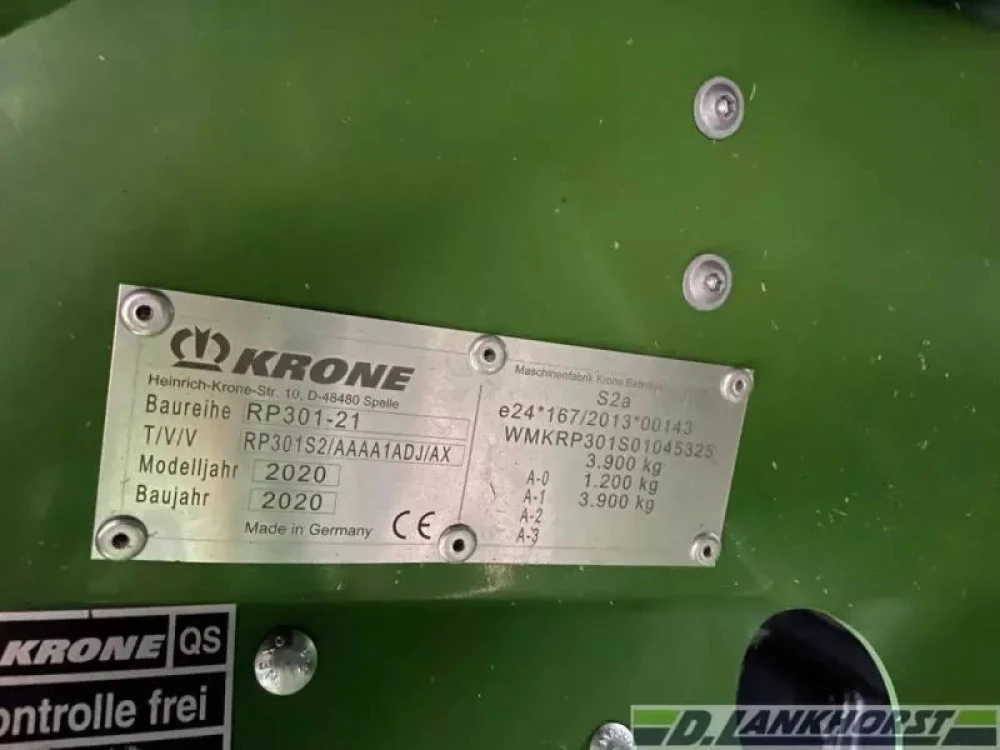 KRONE
Heinrich-Krone-Str. 10, D-48480 Spelle
Baureihe RP301-21
T/V/V RP301S2/AAAA1ADJ/AX
Modelljahr 2020
Baujahr 2020
Made in Germany CE
Maschinenfabrik Krone
S2a
e24*167/2013*00143
WMKRP301S01045325
3.900 kg
A-0 1.200 kg
A-1 3.900 kg
A-2
A-3
KRONE QS
ontrolle frei
D. LANKHORST